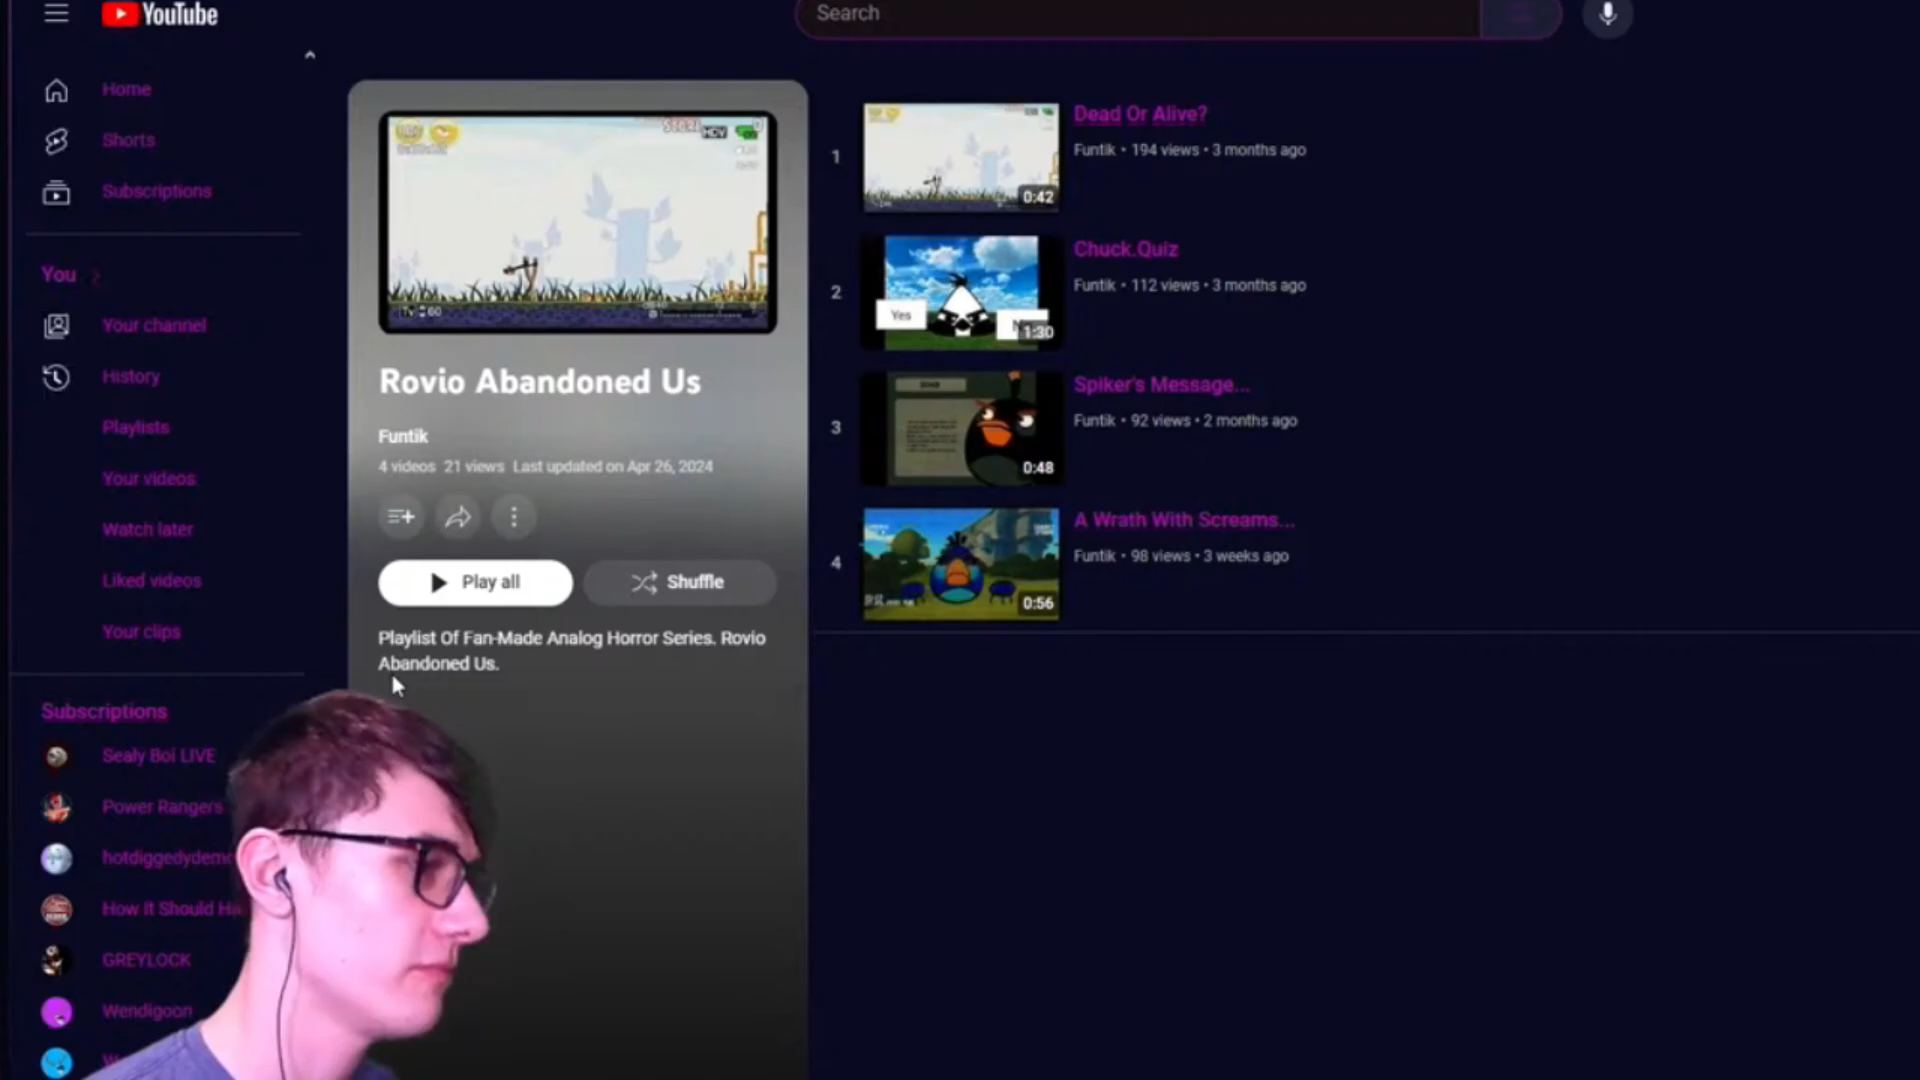 YouTube
Search
Home
Shorts
Subscriptions
You
Your channel
History
Playlists
Your videos
Watch later
Liked videos
Your clips
Subscriptions
Sealy Boi LIVE
Power Rangers
hotdiggedydem
How It Should
GREYLOCK
Wendigoon
Rovio Abandoned Us
Funtik
4 videos 21 views Last updated on Apr 26, 2024
Play all
Shuffle
Playlist Of Fan-Made Analog Horror Series. Rovio
Abandoned Us.
1
0:42
Dead Or Alive?
Funtik • 194 views • 3 months ago
2
Yes
1:30
Chuck.Quiz
Funtik • 112 views • 3 months ago
3
0:48
Spiker's Message...
Funtik • 92 views • 2 months ago
4
0:56
A Wrath With Screams...
Funtik • 98 views • 3 weeks ago